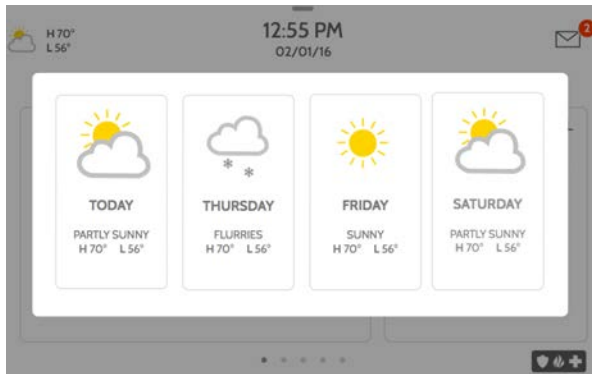 H 70°
L 56°
12:55 PM
02/01/16
2
TODAY
PARTLY SUNNY
H 70° L 56°
THURSDAY
FLURRIES
H 70° L 56°
FRIDAY
SUNNY
H 70° L 56°
SATURDAY
PARTLY SUNNY
H 70° L 56°